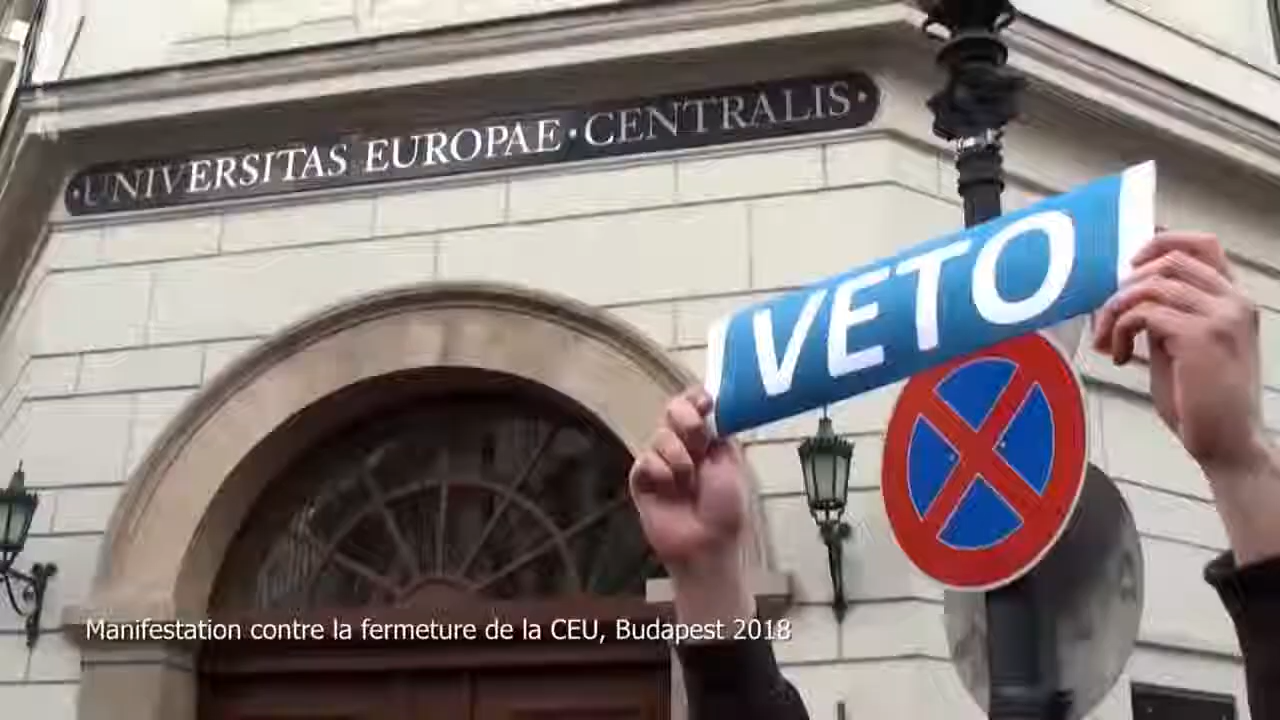 ·UNIVERSITAS EUROPAE·CENTRALIS·
VETO
Manifestation contre la fermeture de la CEU, Budapest 2018